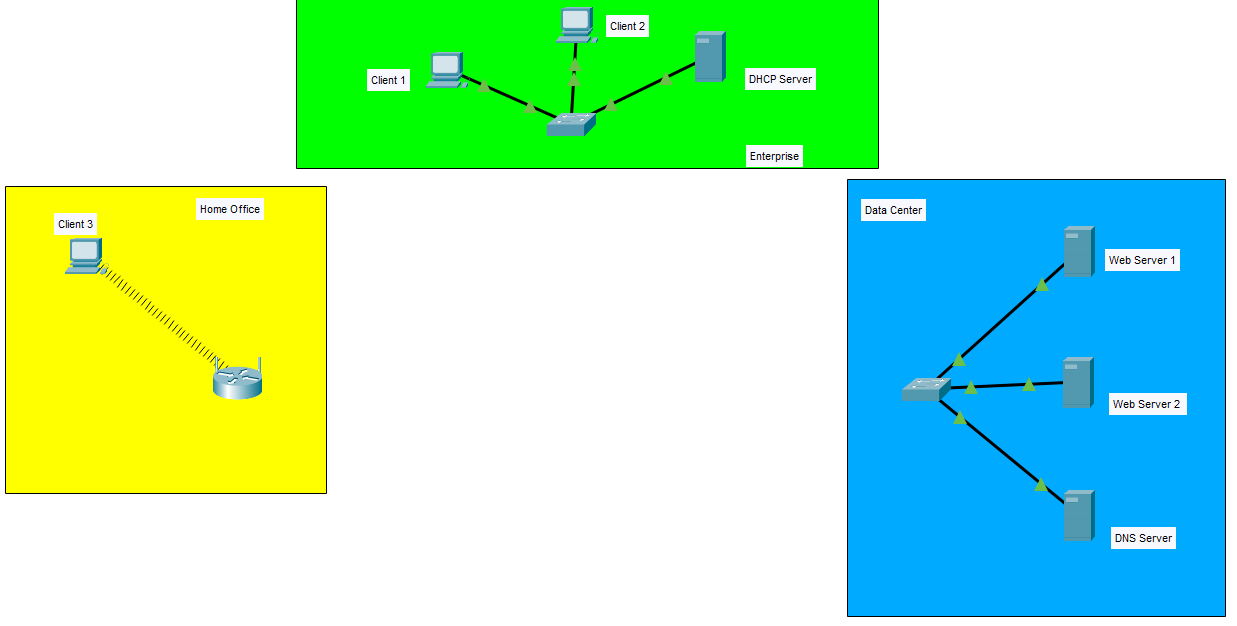 Client 2
Client 1
DHCP Server
Enterprise
Home Office
Client 3
Data Center
Web Server 1
Web Server 2
DNS Server